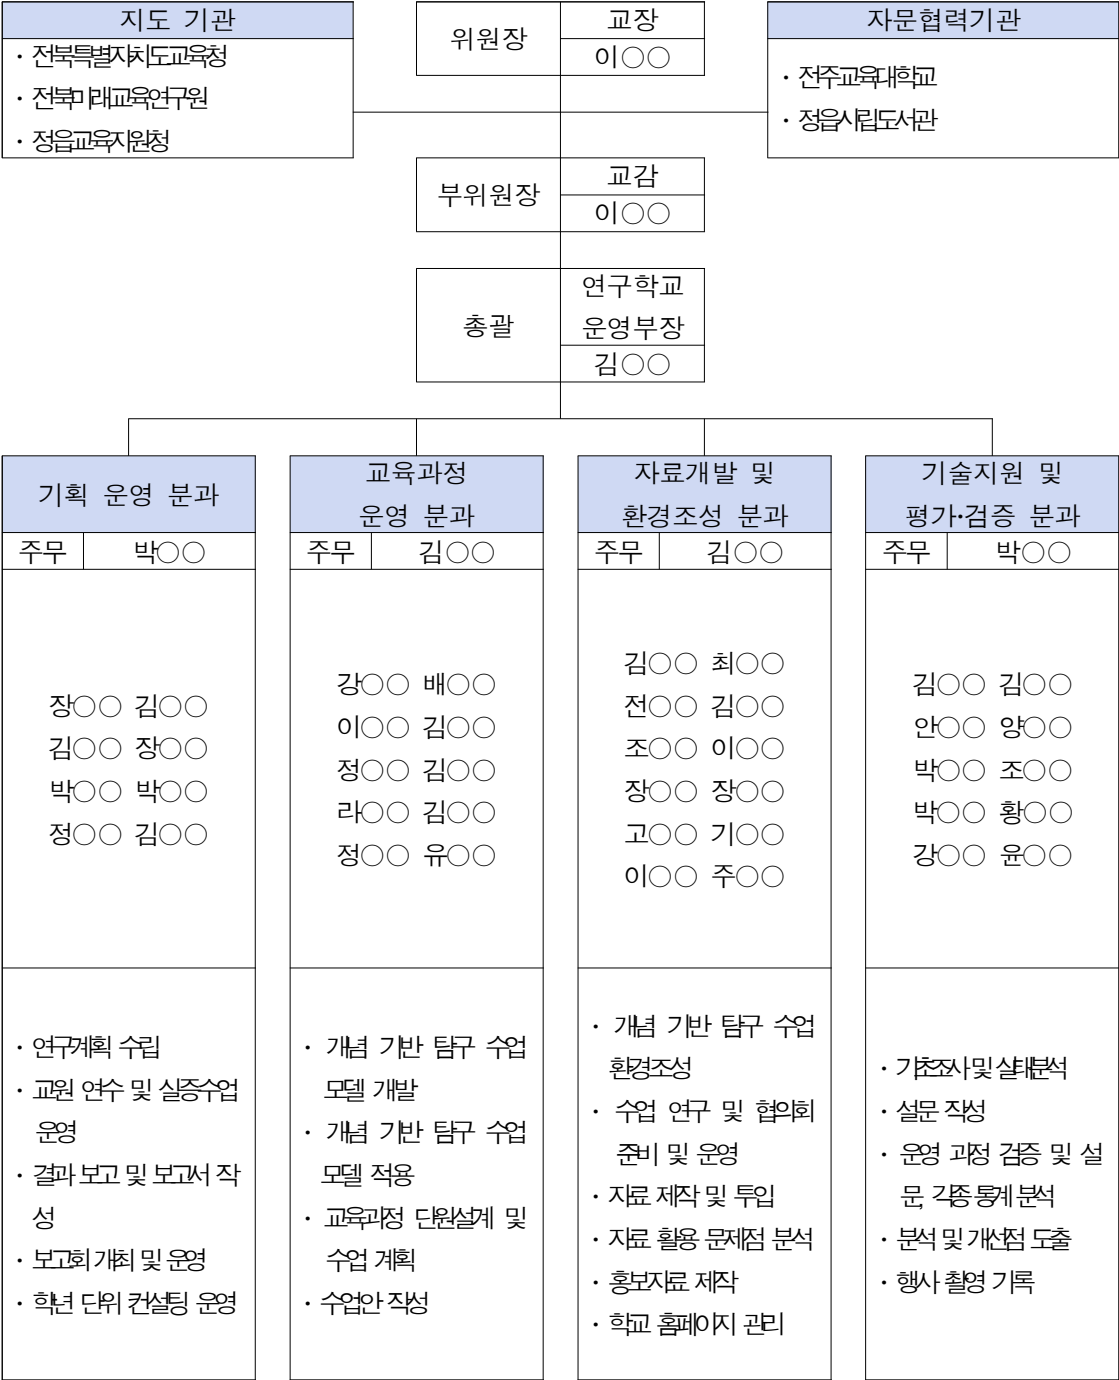 지도 기관
· 전북특별자치도교육청
· 전북미래교육연구원
· 정읍교육지원청
위원장
교장
이○○
자문협력기관
· 전주교육대학교
· 정읍시립도서관
부위원장
교감
이○○
총괄
연구학교
운영부장
김○○
기획 운영 분과
주무 박○○
장○○ 김○○
김○○ 장○○
박○○ 박○○
정○○ 김○○
· 연구계획 수립
· 교원 연수 및 실증수업
운영
· 결과 보고 및 보고서 작
성
· 보고회 개최 및 운영
· 학년 단위 컨설팅 운영
교육과정
운영 분과
주무 김○○
강○○ 배○○
이○○ 김○○
정○○ 김○○
라○○ 김○○
정○○ 유○○
· 개념 기반 탐구 수업
모델 개발
· 개념 기반 탐구 수업
모델 적용
· 교육과정 단원설계 및
수업 계획
· 수업안 작성
자료개발 및
환경조성 분과
주무 김○○
김○○ 최○○
전○○ 김○○
조○○ 이○○
장○○ 장○○
고○○ 기○○
이○○ 주○○
· 개념 기반 탐구 수업
환경조성
· 수업 연구 및 협의회
준비 및 운영
· 자료 제작 및 투입
· 자료 활용 문제점 분석
· 홍보자료 제작
· 학교 홈페이지 관리
기술지원 및
평가·검증 분과
주무 박○○
김○○ 김○○
안○○ 양○○
박○○ 조○○
박○○ 황○○
강○○ 윤○○
· 기초조사 및 실태분석
· 설문 작성
· 운영 과정 검증 및 설
문, 각종 통계 분석
· 분석 및 개선점 도출
· 행사 촬영 기록